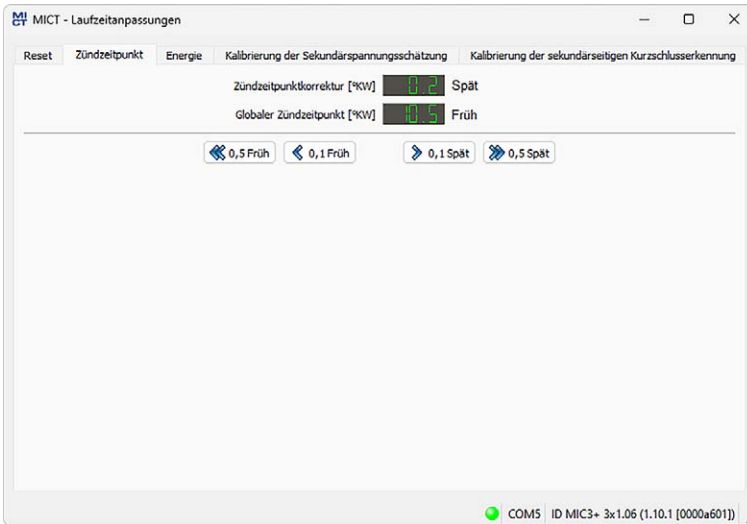 MICT - Laufzeitanpassungen
Reset Zündzeitpunkt Energie Kalibrierung der Sekundärspannungsschätzung Kalibrierung der sekundärseitigen Kurzschlusserkennung
Zündzeitpunktkorrektur [°KW] 0.2 Spät
Globaler Zündzeitpunkt [°KW] 10.5 Früh
0,5 Früh 0,1 Früh 0,1 Spät 0,5 Spät
COM5 ID MIC3+ 3x1.06 (1.10.1 [0000a601])